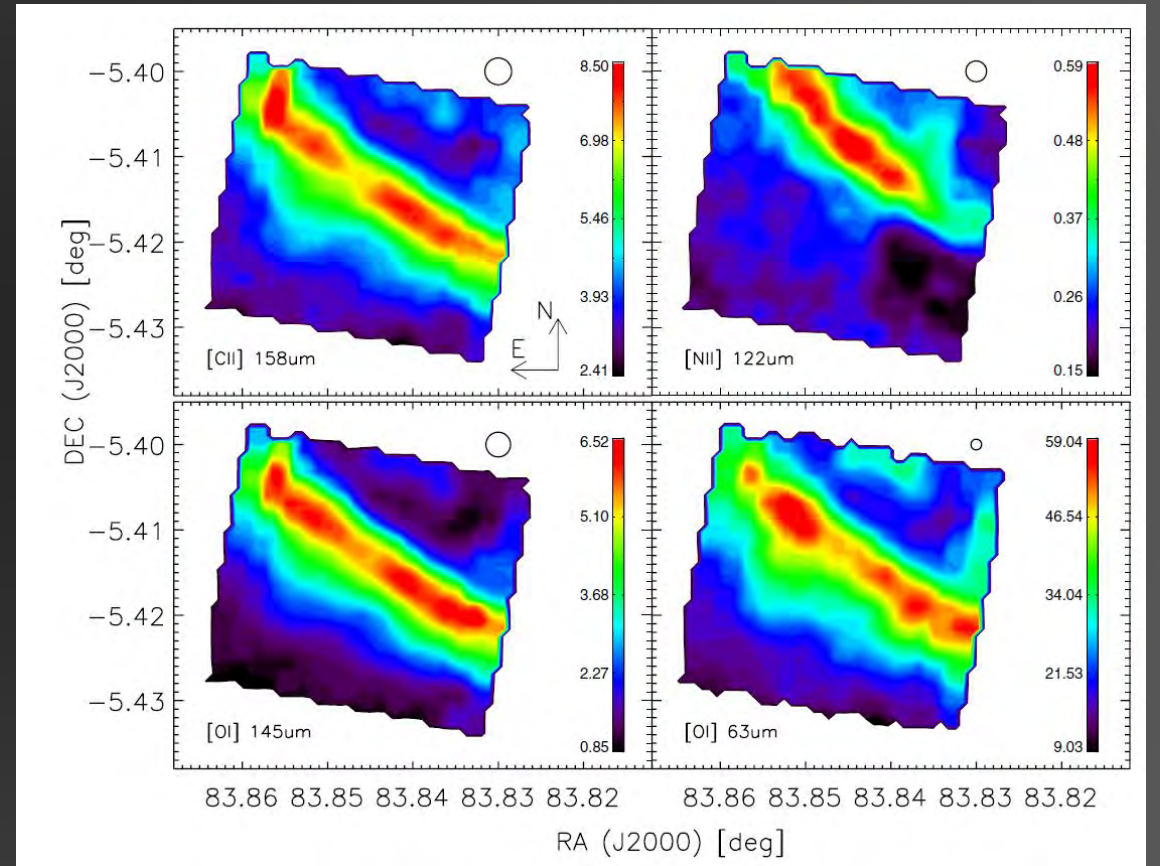 −5.40
−5.41
−5.42
−5.43
8.50
6.98
5.46
3.93
2.41
N
E
[CII] 158um
0.59
0.48
0.37
0.26
0.15
[NII] 122um
DEC (J2000) [deg]
−5.40
−5.41
−5.42
−5.43
6.52
5.10
3.68
2.27
0.85
[OI] 145um
59.04
46.54
34.04
21.53
9.03
[OI] 63um
83.86 83.85 83.84 83.83 83.82
83.86 83.85 83.84 83.83 83.82
RA (J2000) [deg]